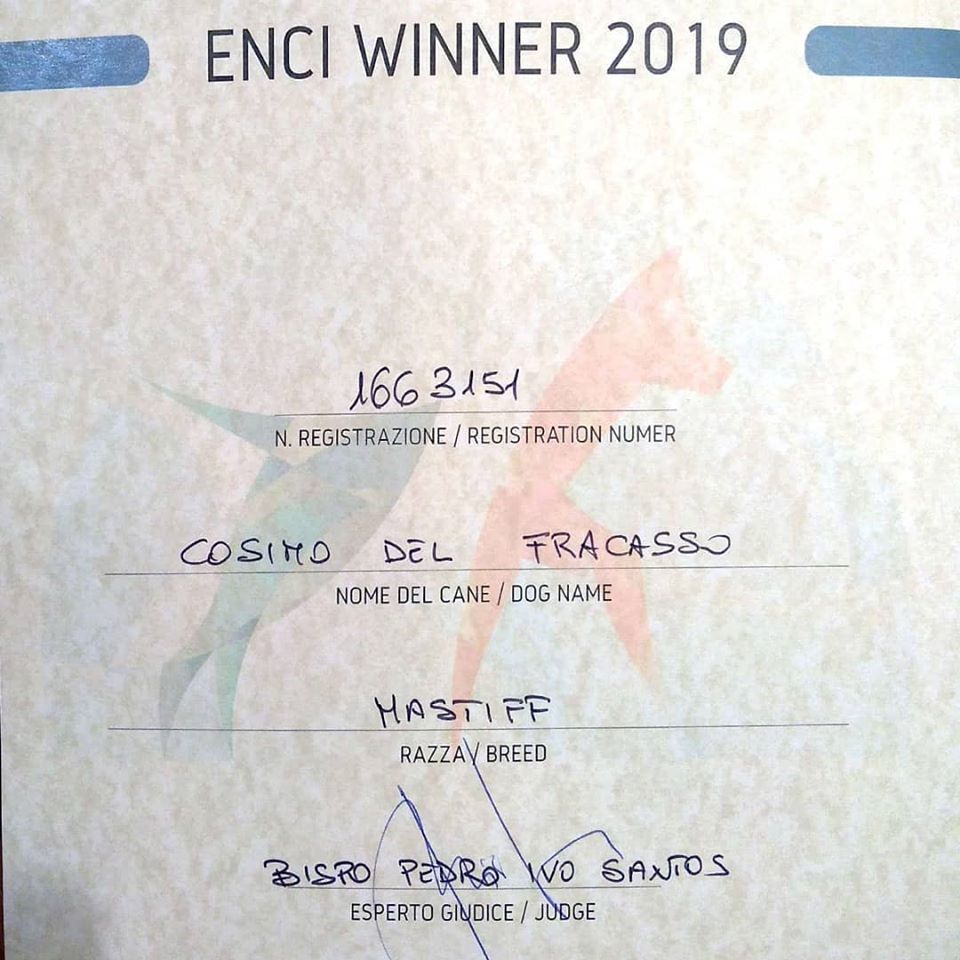 ENCI WINNER 2019
1663151
N. REGISTRAZIONE / REGISTRATION NUMER
COSIMO DEL FRACASSO
NOME DEL CANE / DOG NAME
MASTIFF
RAZZA / BREED
BISPO PEDRO IVO SANTOS
ESPERTO GIUDICE / JUDGE